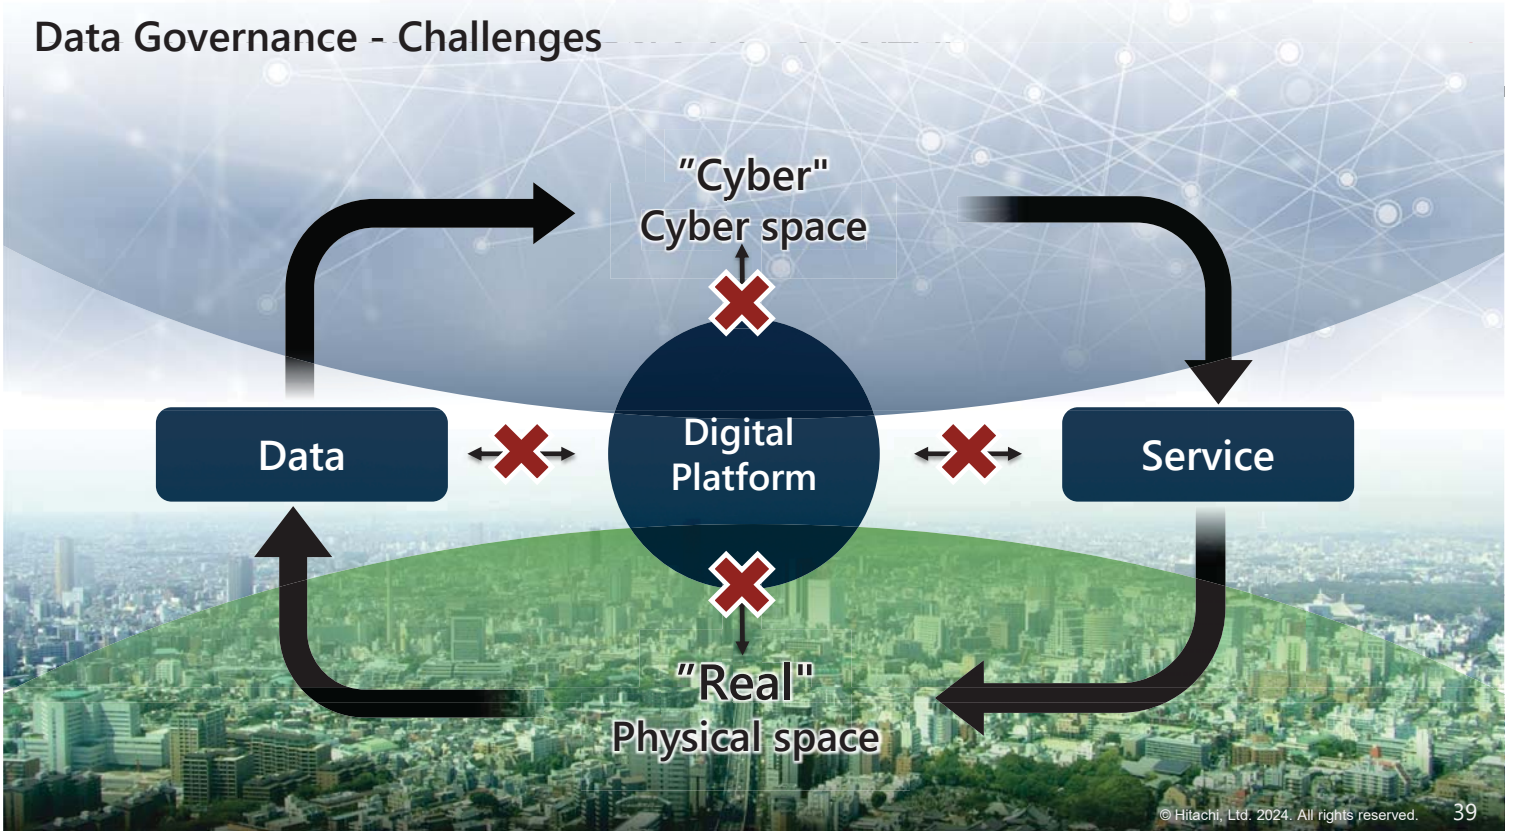 Data Governance - Challenges
”Cyber"
Cyber space
Data
Digital
Platform
Service
”Real"
Physical space
© Hitachi, Ltd. 2024. All rights reserved.
39